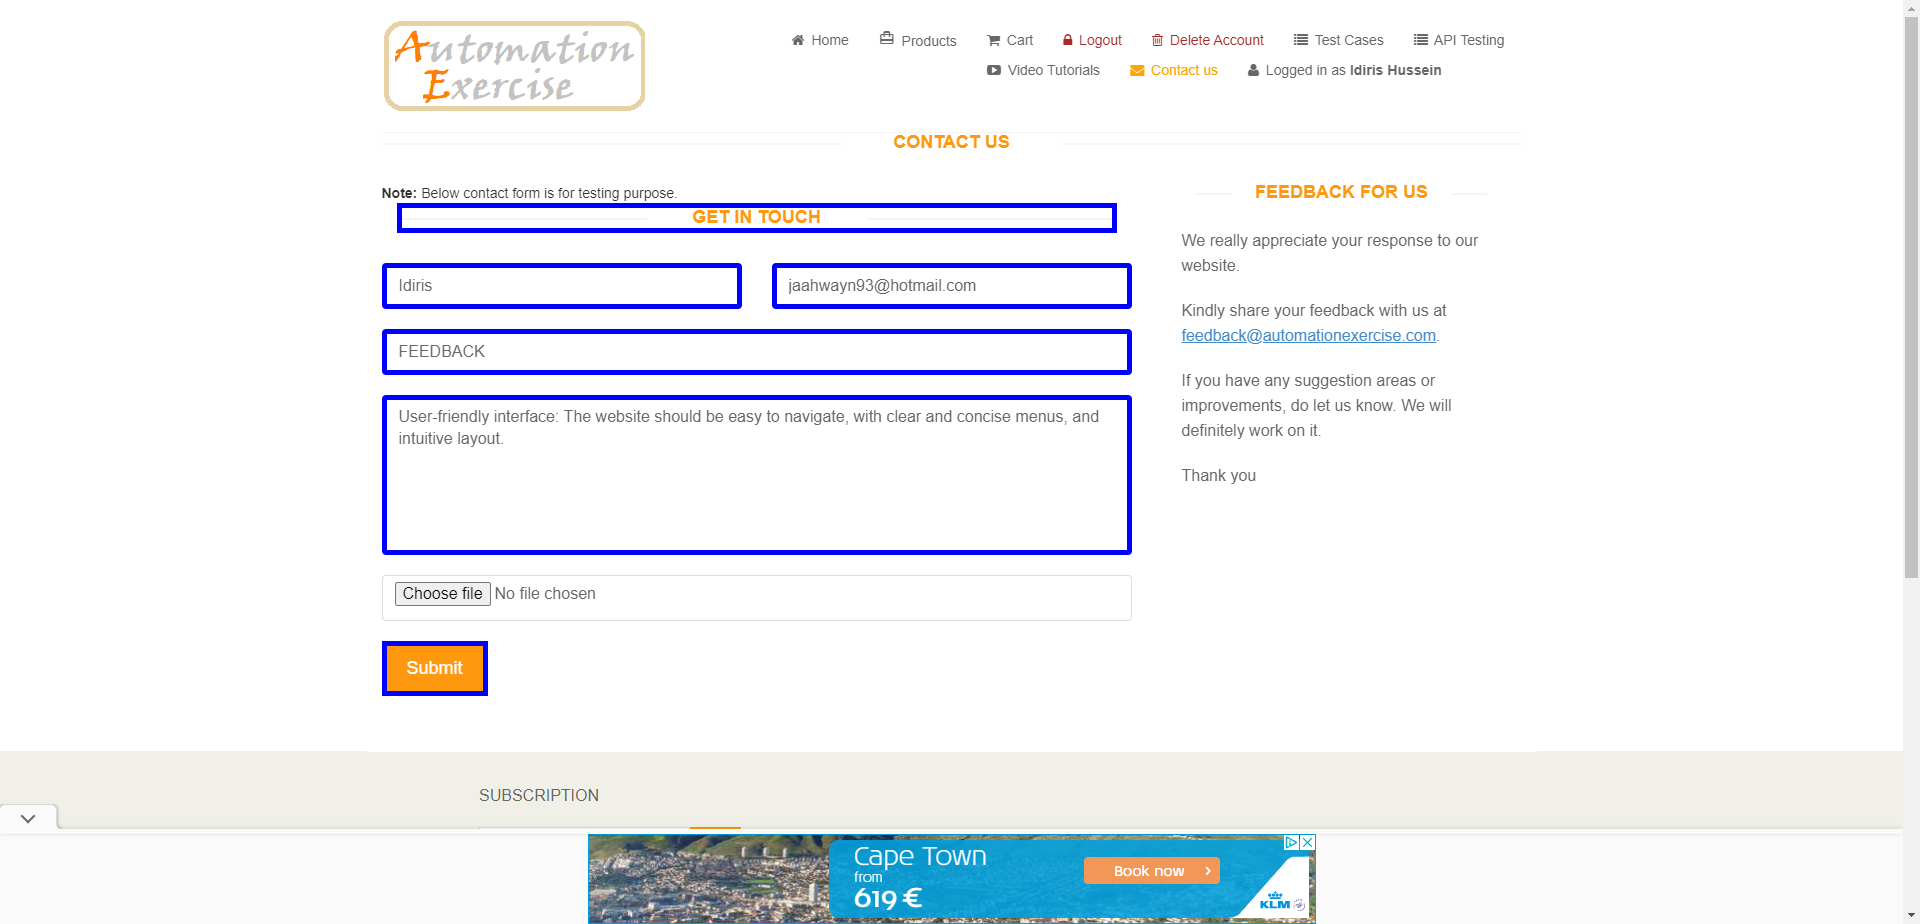 Automation
Exercise
Home Products Cart Logout Delete Account Test Cases API Testing
Video Tutorials Contact us Logged in as Idiris Hussein
CONTACT US
Note: Below contact form is for testing purpose.
GET IN TOUCH
Idiris jaahwayn93@hotmail.com
FEEDBACK
User-friendly interface: The website should be easy to navigate, with clear and concise menus, and
intuitive layout.
Choose file No file chosen
Submit
FEEDBACK FOR US
We really appreciate your response to our
website.
Kindly share your feedback with us at
feedback@automationexercise.com.
If you have any suggestion areas or
improvements, do let us know. We will
definitely work on it.
Thank you
SUBSCRIPTION
Cape Town
from
619 €
Book now
KLM